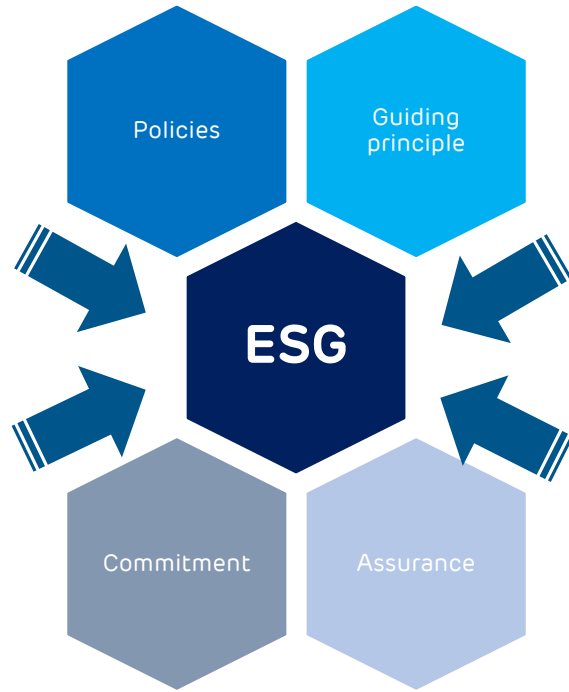 Policies
Guiding
principle
ESG
Commitment
Assurance